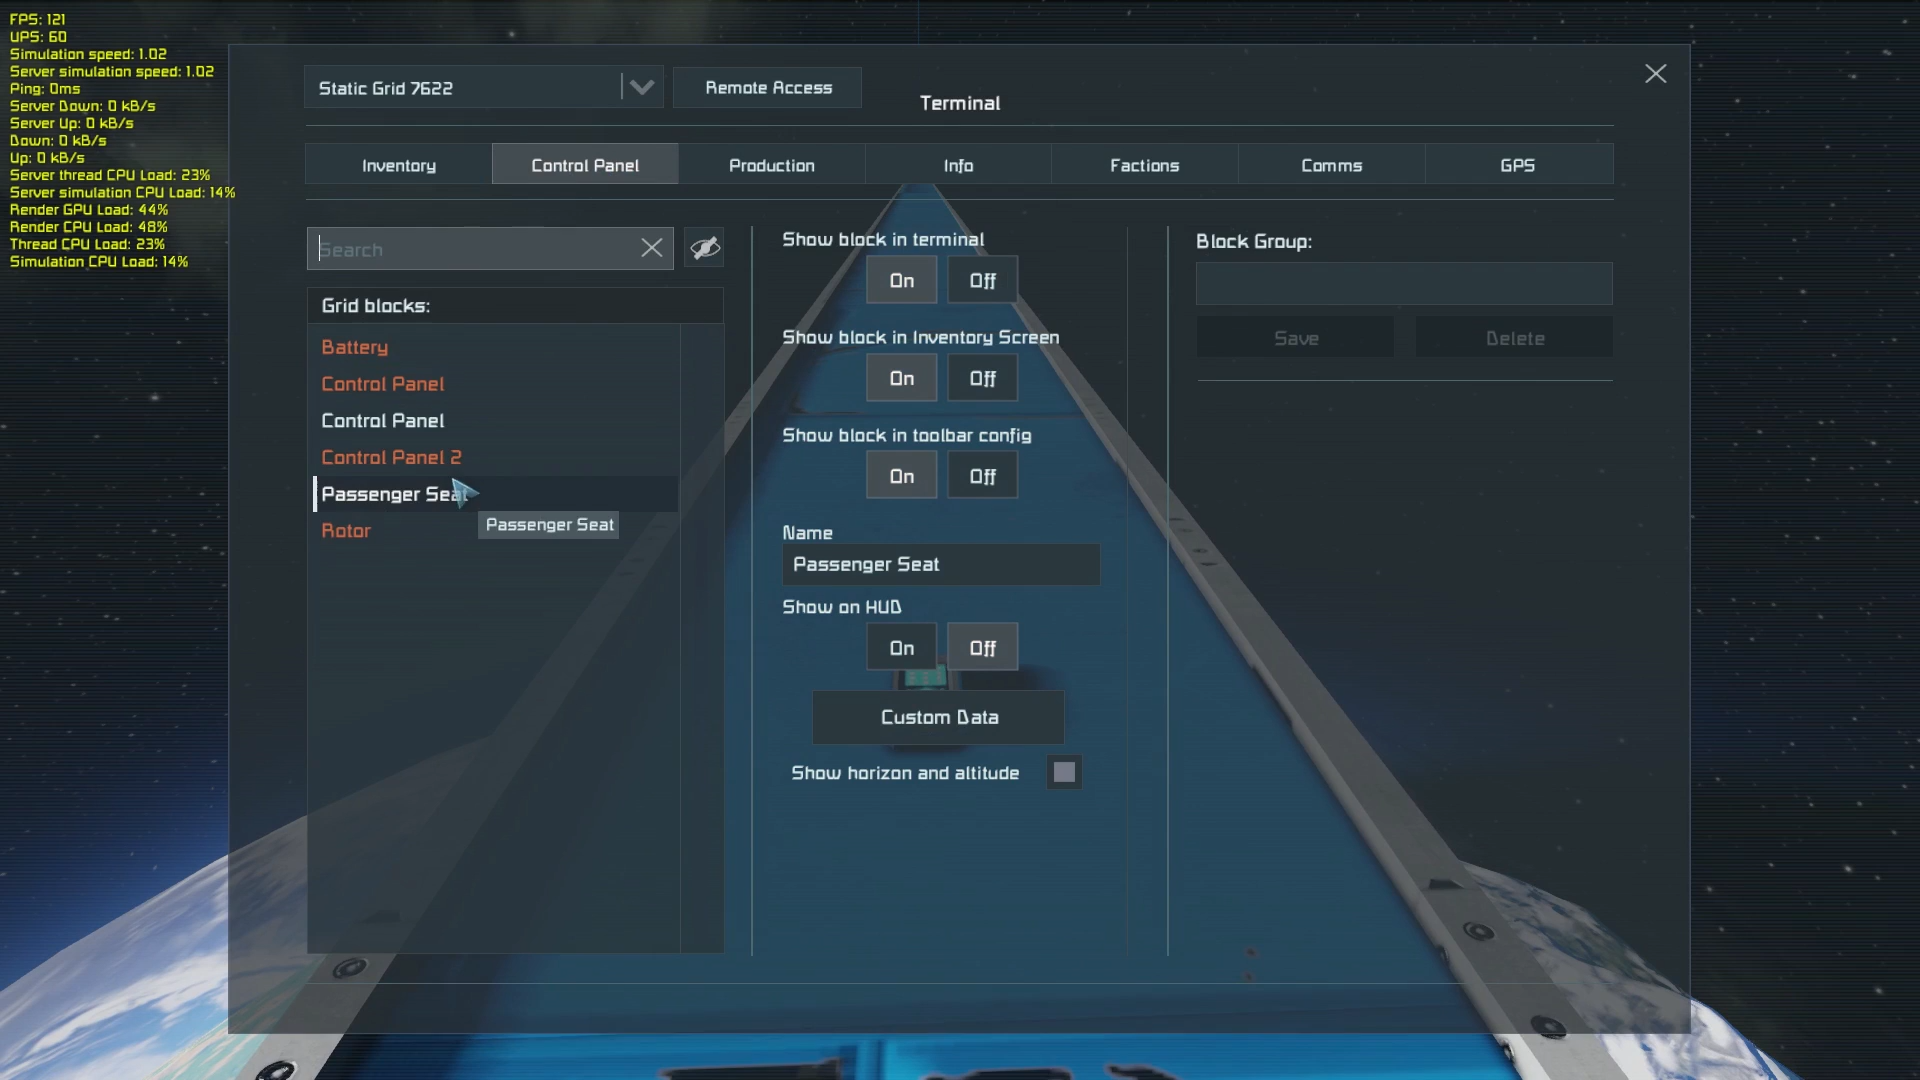 FPS: 121
UPS: 60
Simulation speed: 1.02
Server simulation speed: 1.02
Ping: 0ms
Server Down: 0 kB/s
Server Up: 0 kB/s
Down: 0 kB/s
Up: 0 kB/s
Server thread CPU Load: 23%
Server simulation CPU Load: 14%
Render GPU Load: 44%
Render CPU Load: 48%
Thread CPU Load: 23%
Simulation CPU Load: 14%
Static Grid 7622
Remote Access
Terminal
Inventory
Control Panel
Production
Info
Factions
Comms
GPS
Search
Grid blocks:
Battery
Control Panel
Control Panel
Control Panel 2
Passenger Seat
Rotor
Passenger Seat
Show block in terminal
On Off
Show block in Inventory Screen
On Off
Show block in toolbar config
On Off
Name
Passenger Seat
Show on HUD
On Off
Custom Data
Show horizon and altitude
Block Group:
Save
Delete